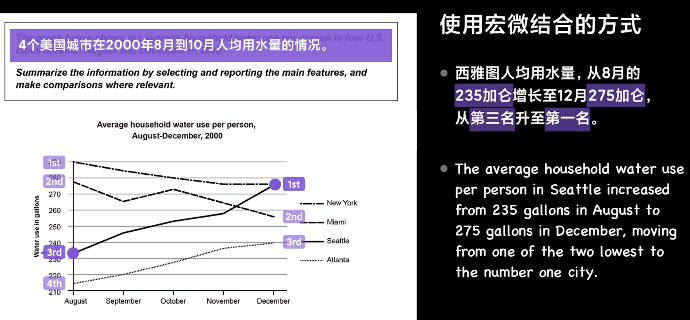 4个美国城市在2000年8月到10月人均用水量的情况。
Summarize the information by selecting and reporting the main features, and
make comparisons where relevant.
Average household water use per person,
August-December, 2000
Water use in gallons
1st
2nd
3rd
4th
280
270
260
250
240
230
220
210
August
September
October
November
December
1st
2nd
3rd
New York
Miami
Seattle
Atlanta
使用宏微结合的方式
西雅图人均用水量，从8月的
235加仑增长至12月275加仑，
从第三名升至第一名。
The average household water use
per person in Seattle increased
from 235 gallons in August to
275 gallons in December, moving
from one of the two lowest to
the number one city.